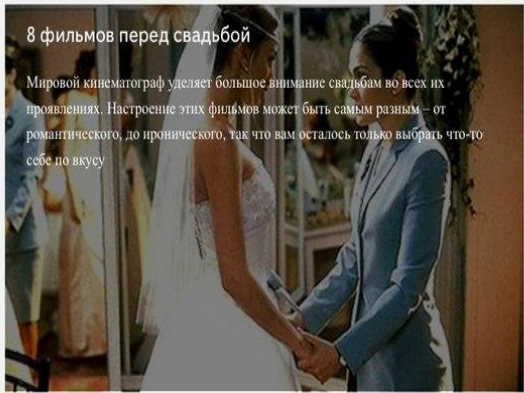 8 фильмов перед свадьбой
Мировой кинематограф уделяет большое внимание свадьбам во всех их
проявлениях. Настроение этих фильмов может быть самым разным – от
романтического, до иронического, так что вам осталось только выбрать что-то
себе по вкусу